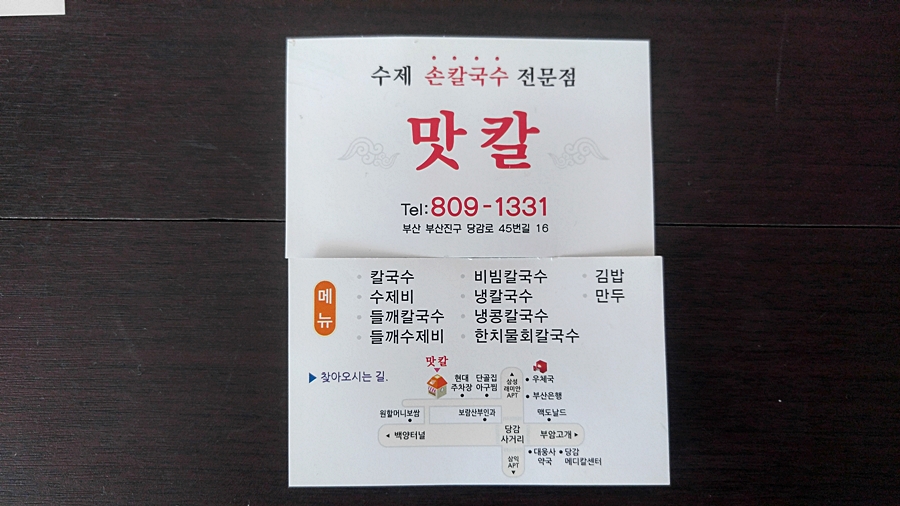 수제 손칼국수 전문점
맛칼
Tel:809-1331
부산 부산진구 당감로 45번길 16
메뉴
칼국수
수제비
들깨칼국수
들깨수제비
비빔칼국수
냉칼국수
냉콩칼국수
한치물회칼국수
김밥
만두
찾아오시는 길.
맛칼
현대
주차장
단골집
아구찜
삼성
래미안
APT
우체국
부산은행
원할머니보쌈
보람산부인과
맥도날드
백양터널
당감
사거리
부암고개
삼익
APT
대웅사
약국
당감
메디칼센터